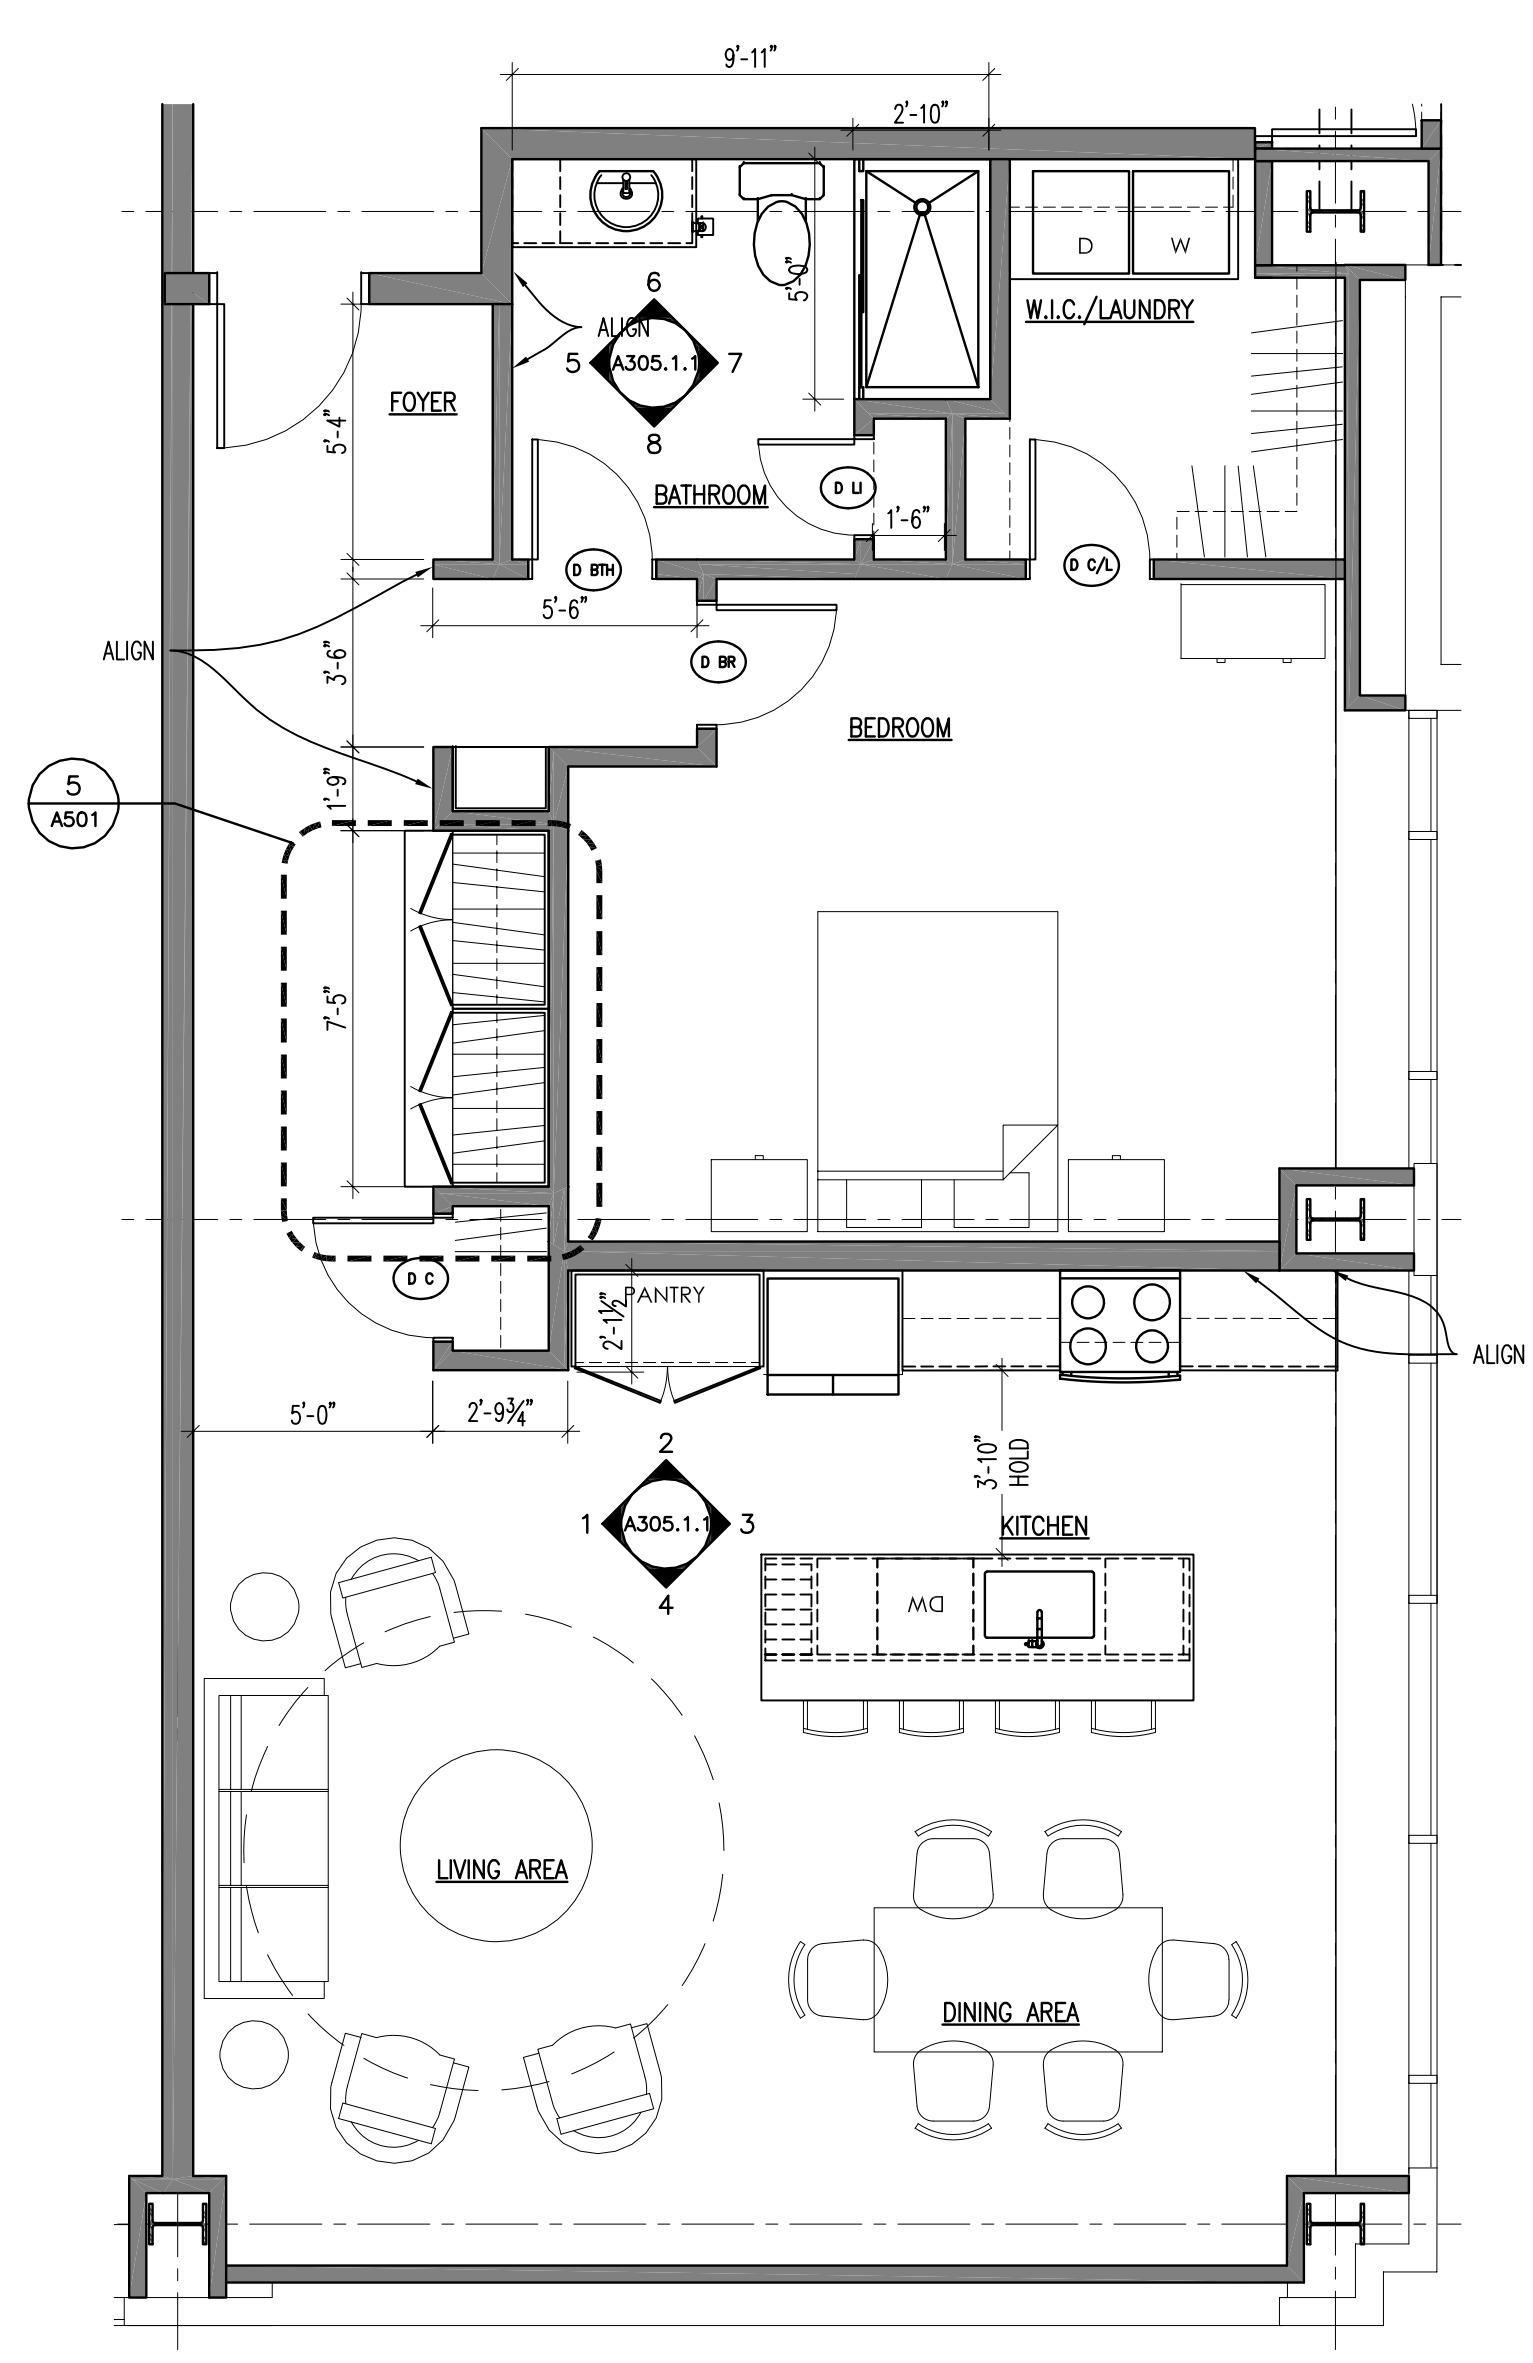 9'-11"
2'-10"
D
W
5'-0"
W.I.C./LAUNDRY
6
ALIGN
5
A305.1.1
7
8
FOYER
5'-4"
BATHROOM
D LI
1'-6"
D BTH
D C/L
5'-6"
ALIGN
3'-6"
D BR
BEDROOM
5
A501
1'-9"
7'-5"
D C
PANTRY
2'-1½"
ALIGN
5'-0"
2'-9¾"
3'-10"
HOLD
2
1
A305.1.1
3
4
KITCHEN
DW
LIVING AREA
DINING AREA